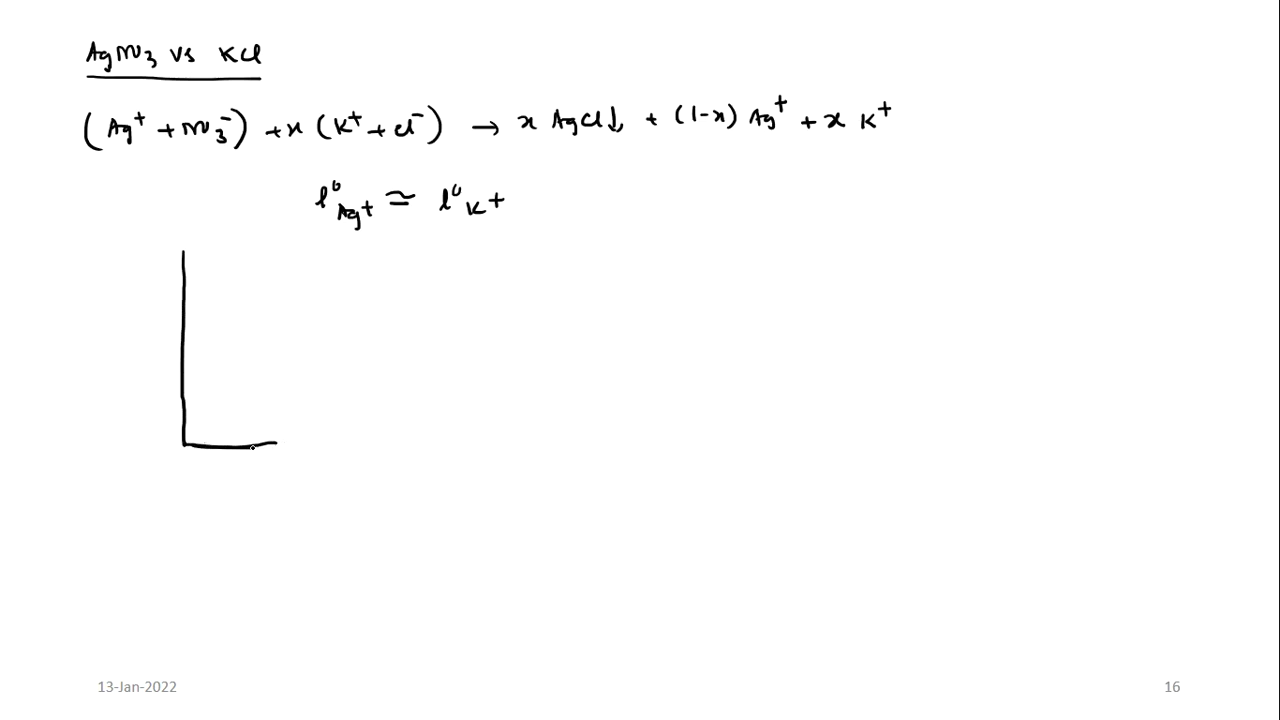 AgNO₃ vs KCl
(Ag⁺ + NO₃⁻) + x (K⁺ + Cl⁻) → x AgCl↓ + (1-x) Ag⁺ + x K⁺
l⁰Ag⁺ ≃ l⁰K⁺
13-Jan-2022
16